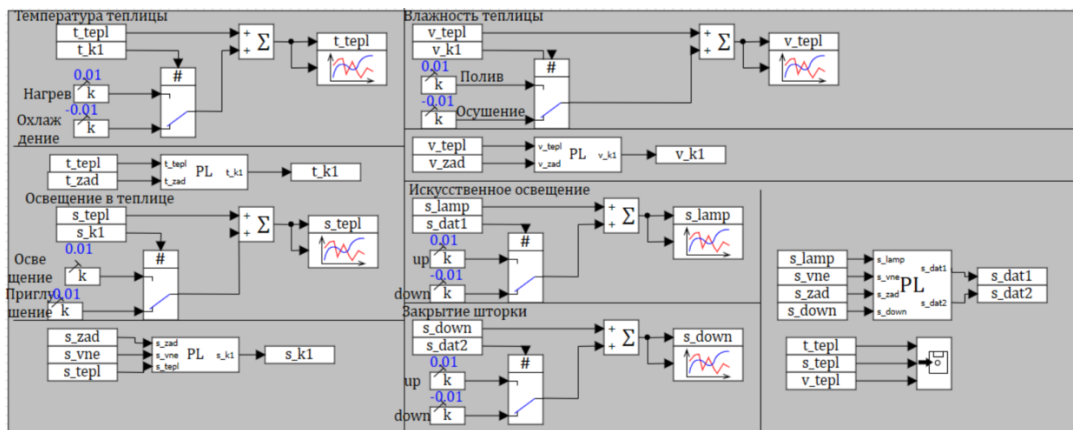 Температура теплицы
t_tepl
t_k1
#
0.01
Нагрев
k
-0.01
Охлаж
дение
k
+
+
Σ
t_tepl
t_tepl
t_zad
t_tepl
t_zad
PL
t_k1
t_k1
Освещение в теплице
s_tepl
s_k1
#
0.01
Осве
щение
k
Приглу
шение
-0.01
k
+
+
Σ
s_tepl
s_zad
s_vne
s_tepl
s_zad
s_vne
s_tepl
PL
s_k1
s_k1
Влажность теплицы
v_tepl
v_k1
#
0.01
k
Полив
-0.01
k
Осушение
+
+
Σ
v_tepl
v_tepl
v_zad
v_tepl
v_zad
PL
v_k1
v_k1
Искусственное освещение
s_lamp
s_dat1
#
0.01
up
k
-0.01
down
k
+
+
Σ
s_lamp
Закрытие шторки
s_down
s_dat2
#
0.01
up
k
-0.01
down
k
+
+
Σ
s_down
s_lamp
s_vne
s_zad
s_down
s_lamp
s_vne
s_zad
s_down
PL
s_dat1
s_dat2
s_dat1
s_dat2
t_tepl
s_tepl
v_tepl